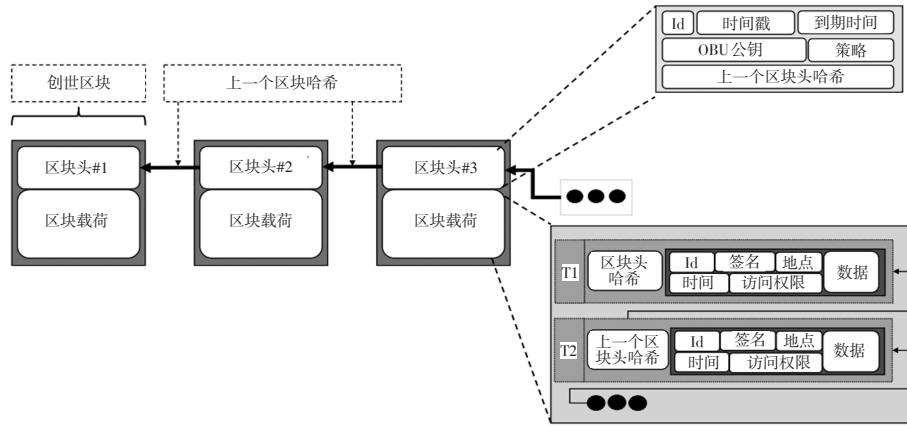 Id 时间戳 到期时间
OBU公钥 策略
上一个区块头哈希
创世区块
上一个区块哈希
区块头#1
区块载荷
区块头#2
区块载荷
区块头#3
区块载荷
T1
区块头
哈希
Id 签名 地点
时间 访问权限
数据
T2
上一个区
块头哈希
Id 签名 地点
时间 访问权限
数据